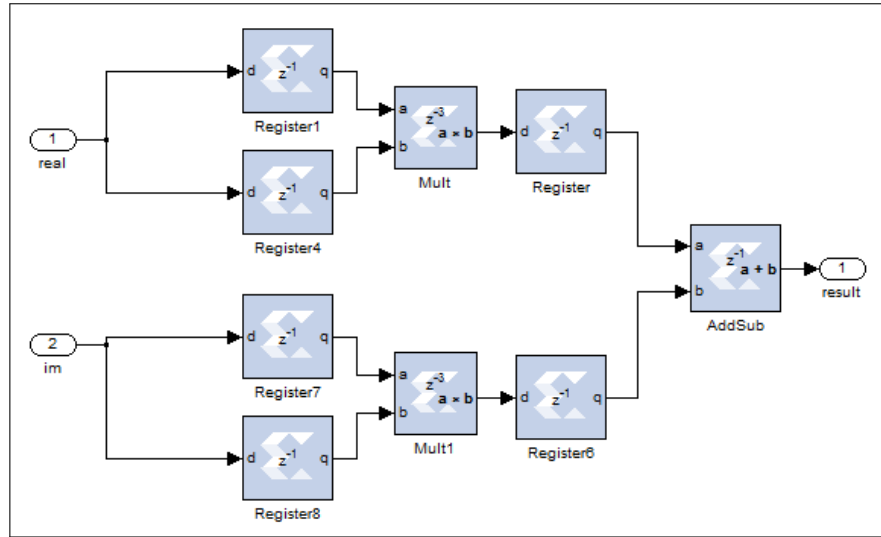 d z⁻¹ q
Register1
1
real
d z⁻¹ q
Register4
a
b
z⁻³
a × b
Mult
d z⁻¹ q
Register
a
b
z⁻¹
a + b
AddSub
1
result
2
im
d z⁻¹ q
Register7
d z⁻¹ q
Register8
a
b
z⁻³
a × b
Mult1
d z⁻¹ q
Register6